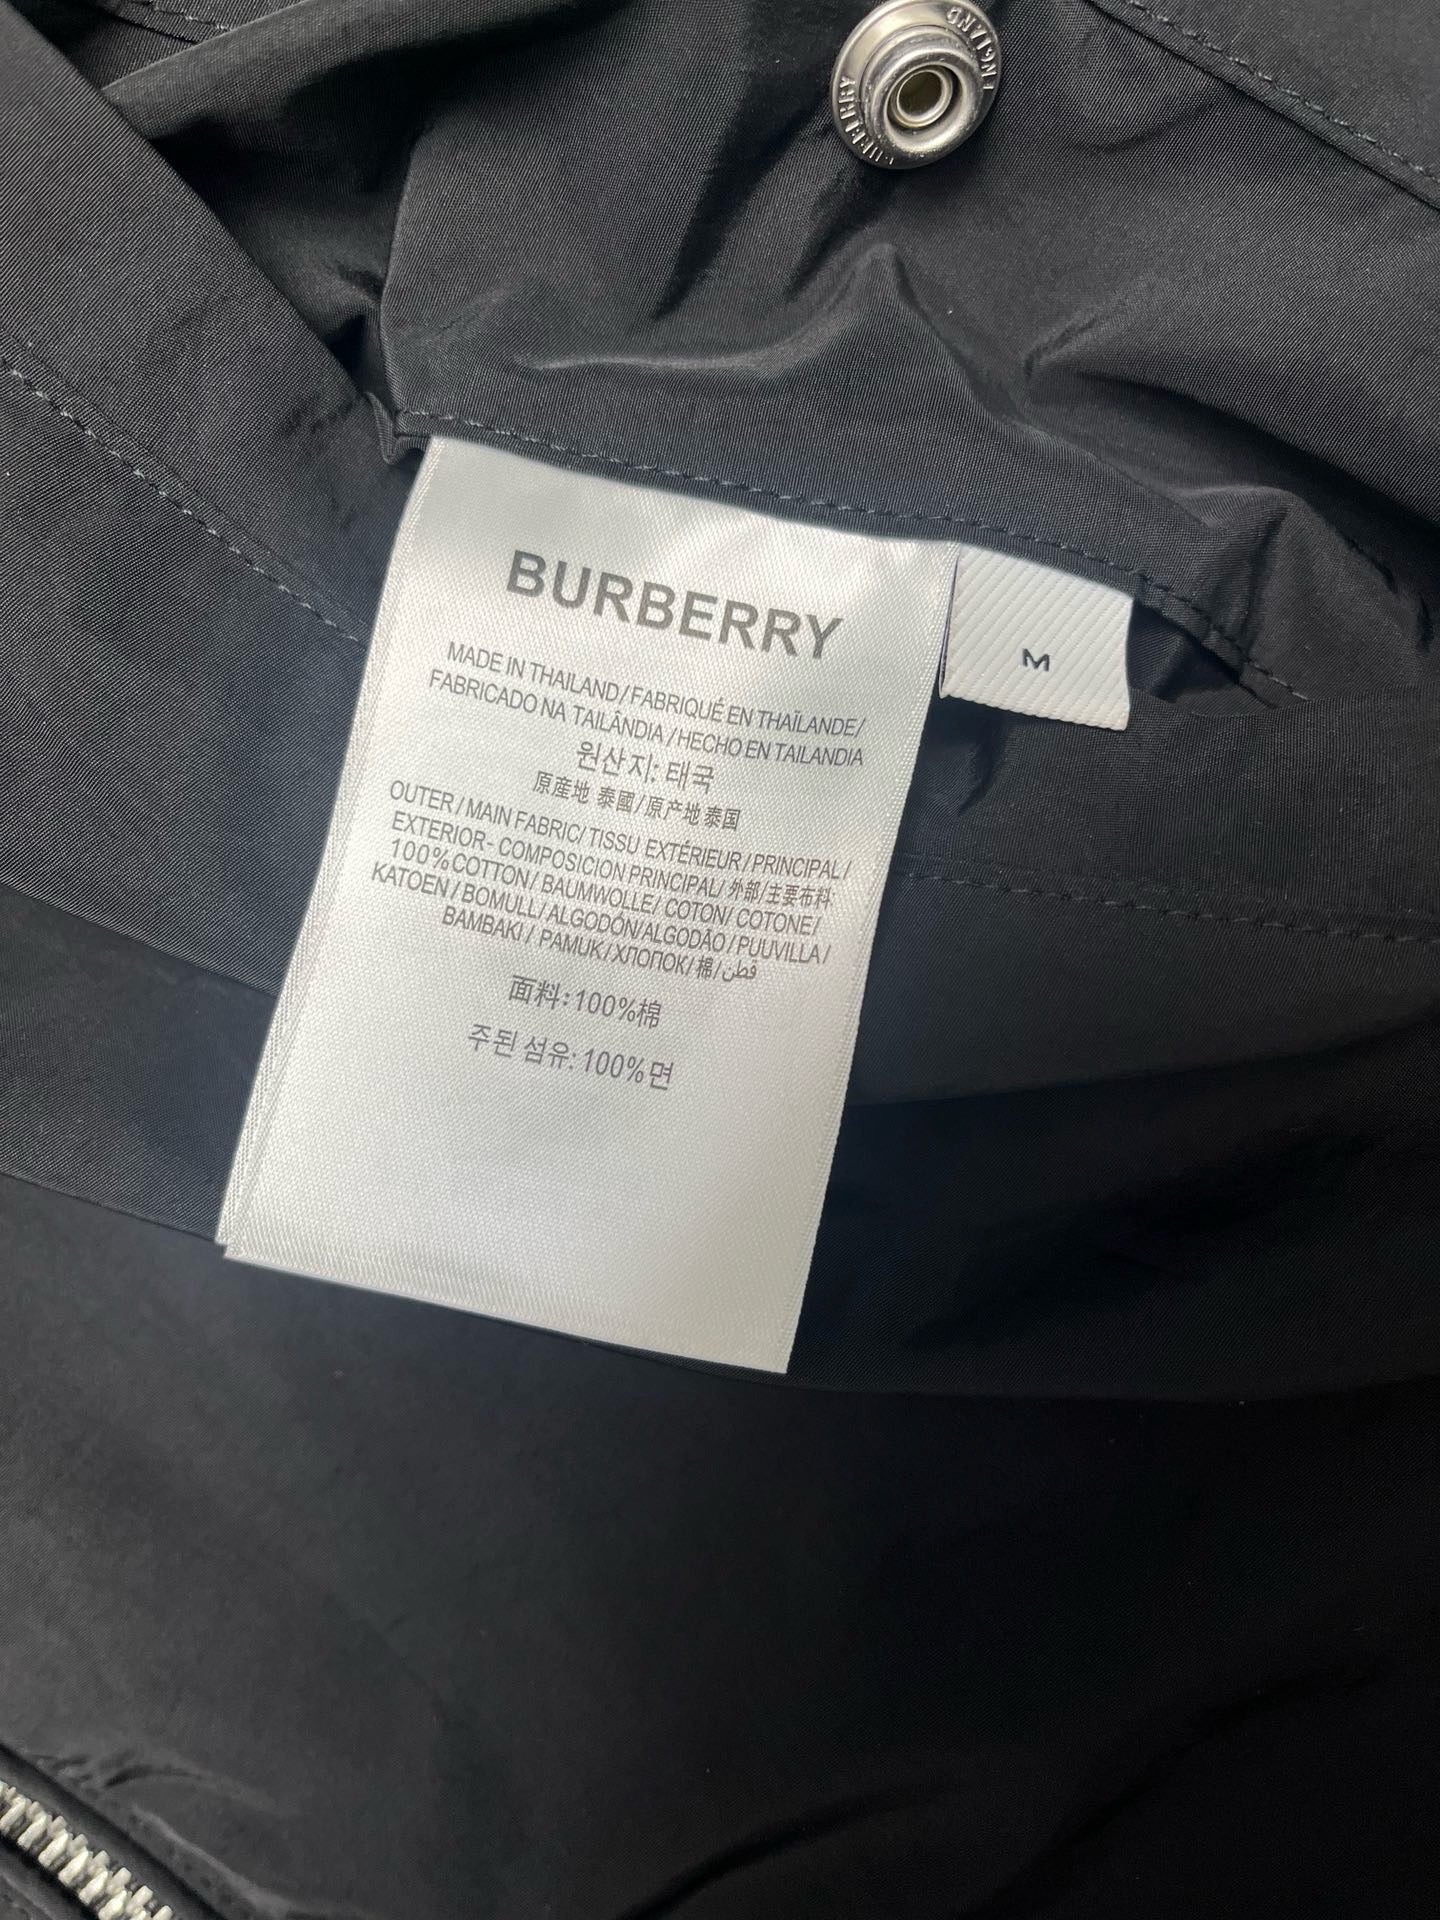 BURBERRY
ENGLAND
BURBERRY
MADE IN THAILAND/FABRIQUÉ EN THAÏLANDE/
FABRICADO NA TAILÂNDIA/HECHO EN TAILANDIA
원산지: 태국
原産地 泰國/原产地 泰国
OUTER/MAIN FABRIC/TISSU EXTÉRIEUR/PRINCIPAL/
EXTERIOR-COMPOSICION PRINCIPAL/外部/主要布料:
100%COTTON/BAUMWOLLE/COTON/COTONE/
KATOEN/BOMULL/ALGODÓN/ALGODÃO/PUUVILLA/
BAMBAKI/PAMUK/ХЛОПОК/棉/قطن
面料:100%棉
주된 섬유:100%면
M